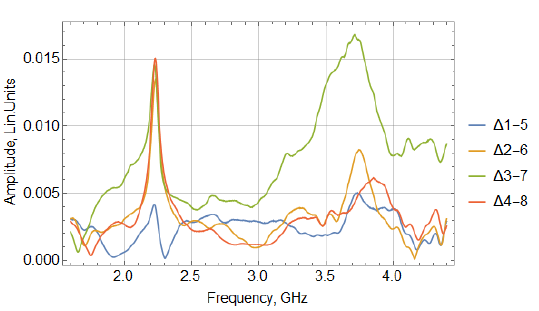 0.015
0.010
0.005
0.000
Amplitude, Lin.Units
2.0 2.5 3.0 3.5 4.0
Frequency, GHz
Δ1–5
Δ2–6
Δ3–7
Δ4–8